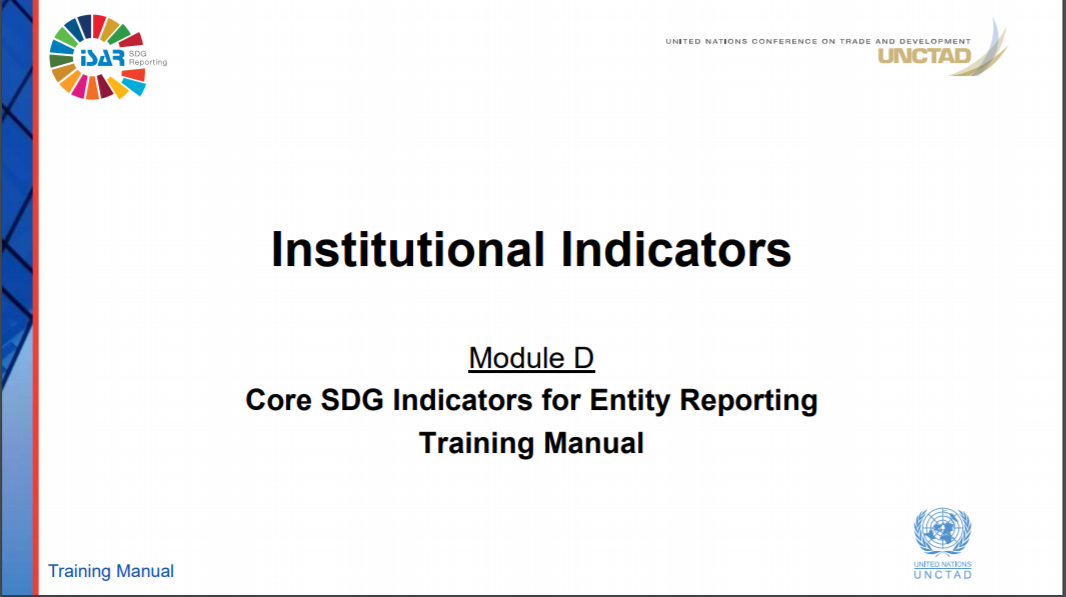 iSAR SDG
Reporting
UNITED NATIONS CONFERENCE ON TRADE AND DEVELOPMENT
UNCTAD
Institutional Indicators
Module D
Core SDG Indicators for Entity Reporting
Training Manual
UNITED NATIONS
UNCTAD
Training Manual